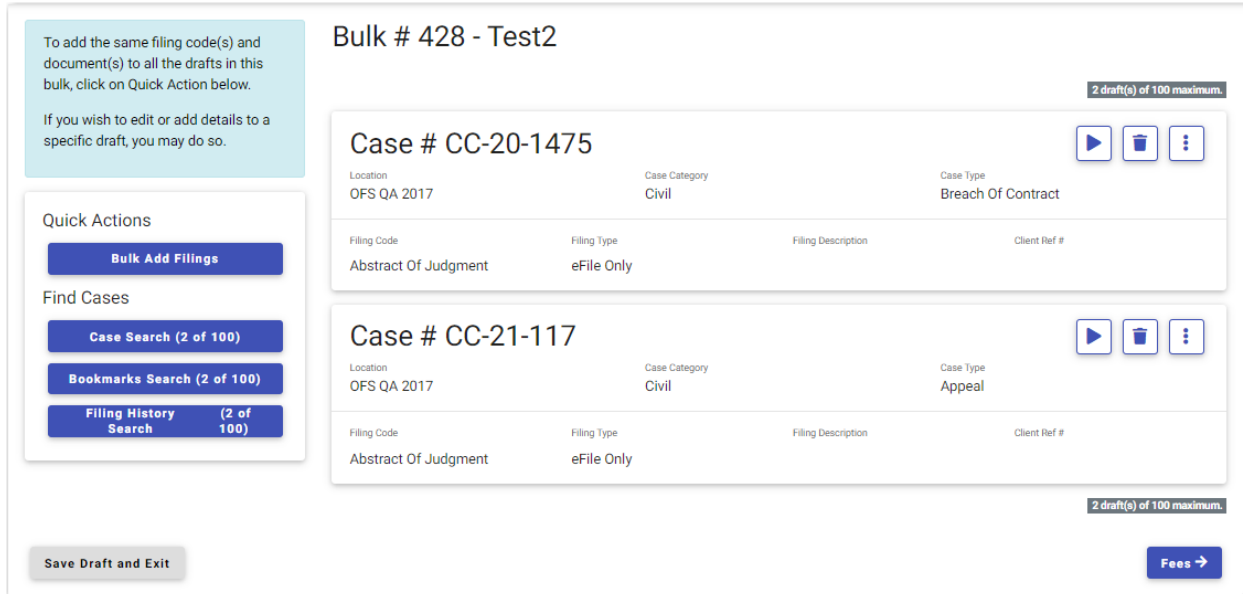 To add the same filing code(s) and
document(s) to all the drafts in this
bulk, click on Quick Action below.
If you wish to edit or add details to a
specific draft, you may do so.
Quick Actions
Bulk Add Filings
Find Cases
Case Search (2 of 100)
Bookmarks Search (2 of 100)
Filing History Search (2 of 100)
Save Draft and Exit
Bulk # 428 - Test2
2 draft(s) of 100 maximum.
Case # CC-20-1475
Location Case Category Case Type
OFS QA 2017 Civil Breach Of Contract
Filing Code Filing Type Filing Description Client Ref #
Abstract Of Judgment eFile Only
Case # CC-21-117
Location Case Category Case Type
OFS QA 2017 Civil Appeal
Filing Code Filing Type Filing Description Client Ref #
Abstract Of Judgment eFile Only
2 draft(s) of 100 maximum.
Fees